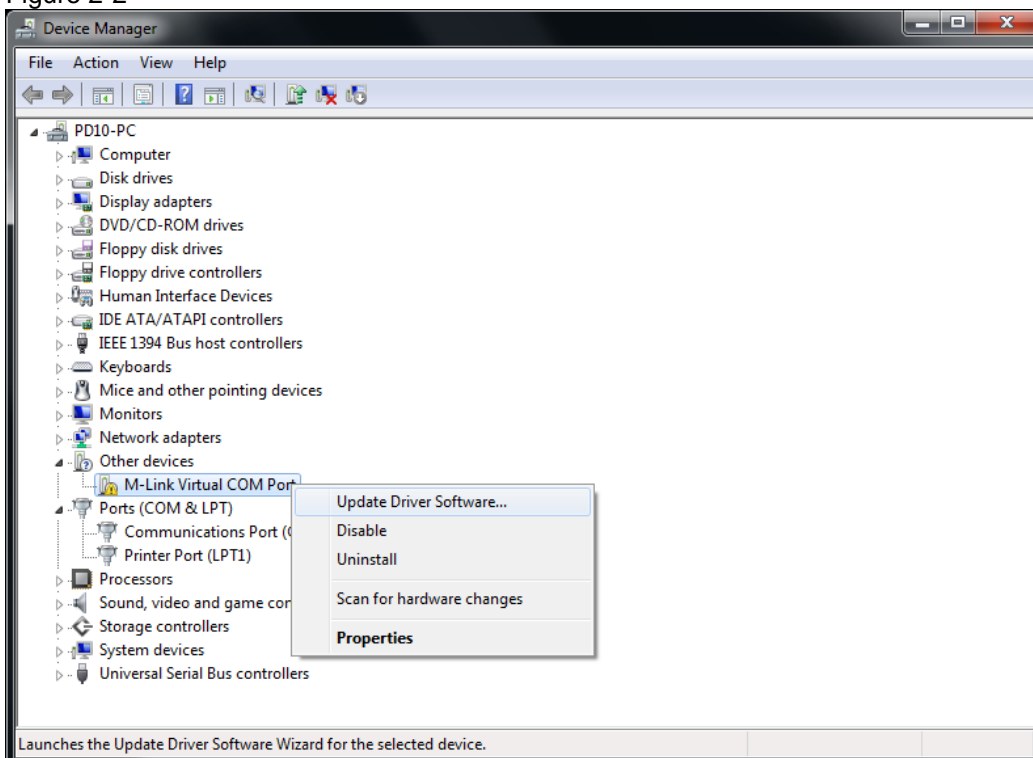 Figure 2-2
Device Manager
File Action View Help
PD10-PC
Computer
Disk drives
Display adapters
DVD/CD-ROM drives
Floppy disk drives
Floppy drive controllers
Human Interface Devices
IDE ATA/ATAPI controllers
IEEE 1394 Bus host controllers
Keyboards
Mice and other pointing devices
Monitors
Network adapters
Other devices
M-Link Virtual COM Port
Ports (COM & LPT)
Communications Port (
Printer Port (LPT1)
Processors
Sound, video and game con
Storage controllers
System devices
Universal Serial Bus controllers
Update Driver Software...
Disable
Uninstall
Scan for hardware changes
Properties
Launches the Update Driver Software Wizard for the selected device.